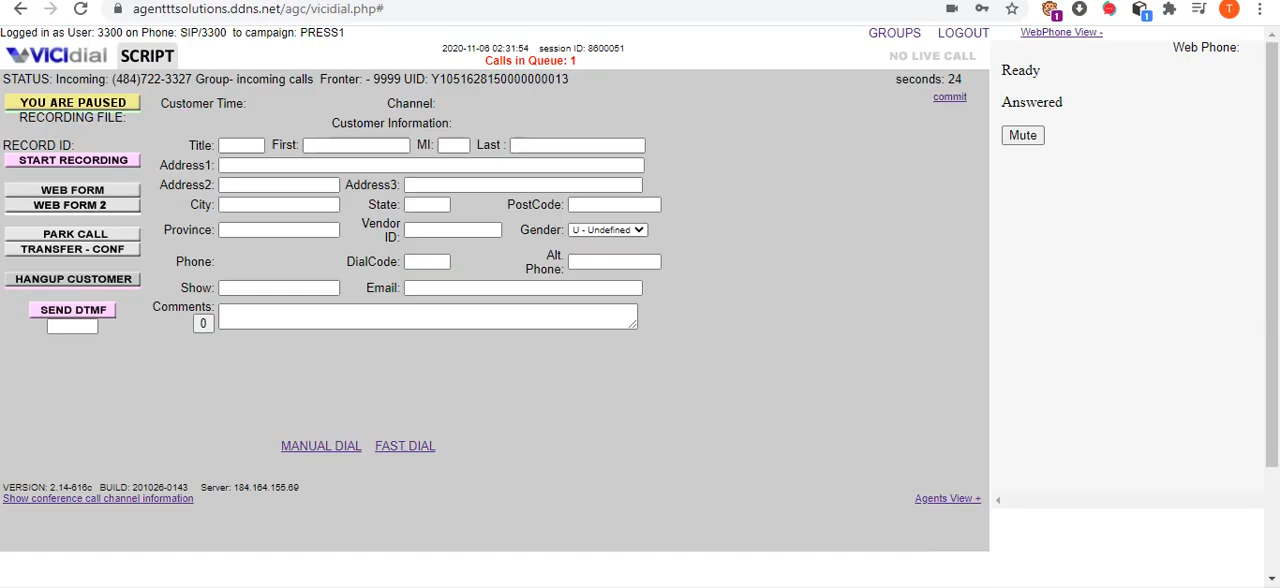 agentttsolutions.ddns.net/agc/vicidial.php#
1
1
T
Logged in as User: 3300 on Phone: SIP/3300 to campaign: PRESS1
GROUPS LOGOUT
WebPhone View -
Web Phone:
VICIdial SCRIPT
2020-11-06 02:31:54 session ID: 8600051
Calls in Queue: 1
NO LIVE CALL
STATUS: Incoming: (484)722-3327 Group- incoming calls Fronter: - 9999 UID: Y1051628150000000013
seconds: 24
Ready
YOU ARE PAUSED
Customer Time: Channel:
commit
Answered
RECORDING FILE:
Customer Information:
Mute
RECORD ID:
Title: First: MI: Last :
START RECORDING
Address1:
WEB FORM
Address2: Address3:
WEB FORM 2
City: State: PostCode:
PARK CALL
Province: Vendor ID: Gender: U - Undefined
TRANSFER - CONF
Phone: DialCode: Alt. Phone:
HANGUP CUSTOMER
Show: Email:
SEND DTMF
Comments:
0
MANUAL DIAL FAST DIAL
VERSION: 2.14-616c BUILD: 201026-0143 Server: 184.164.155.69
Show conference call channel information
Agents View +